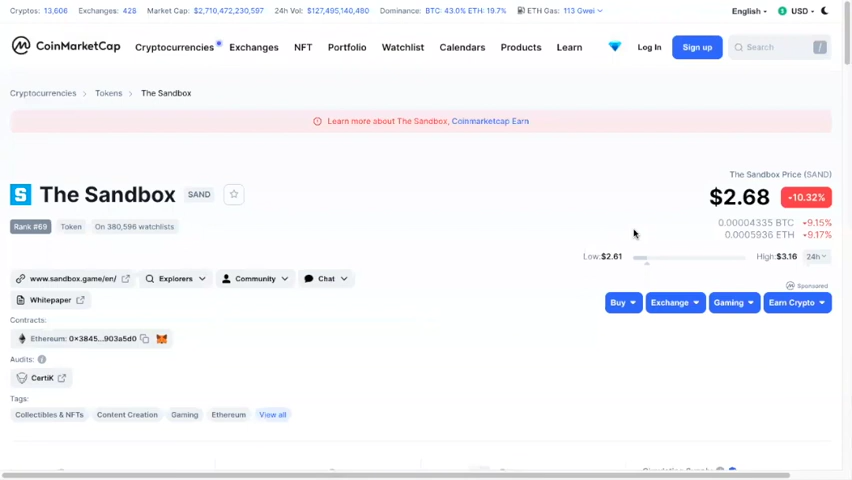 Cryptos: 13,606 Exchanges: 428 Market Cap: $2,710,472,230,597 24h Vol: $127,495,140,480 Dominance: BTC: 43.0% ETH: 19.7% ETH Gas: 113 Gwei English USD
CoinMarketCap Cryptocurrencies Exchanges NFT Portfolio Watchlist Calendars Products Learn Log In Sign up Search /
Cryptocurrencies > Tokens > The Sandbox
Learn more about The Sandbox, Coinmarketcap Earn
The Sandbox Price (SAND)
S The Sandbox SAND $2.68 -10.32%
Rank #69 Token On 380,596 watchlists 0.00004335 BTC 9.15%
0.0005936 ETH 9.17%
Low: $2.61 High: $3.16 24h
www.sandbox.game/en/ Explorers Community Chat
Sponsored
Whitepaper Buy Exchange Gaming Earn Crypto
Contracts:
Ethereum: 0x3845...903a5d0
Audits:
CertiK
Tags:
Collectibles & NFTs Content Creation Gaming Ethereum View all